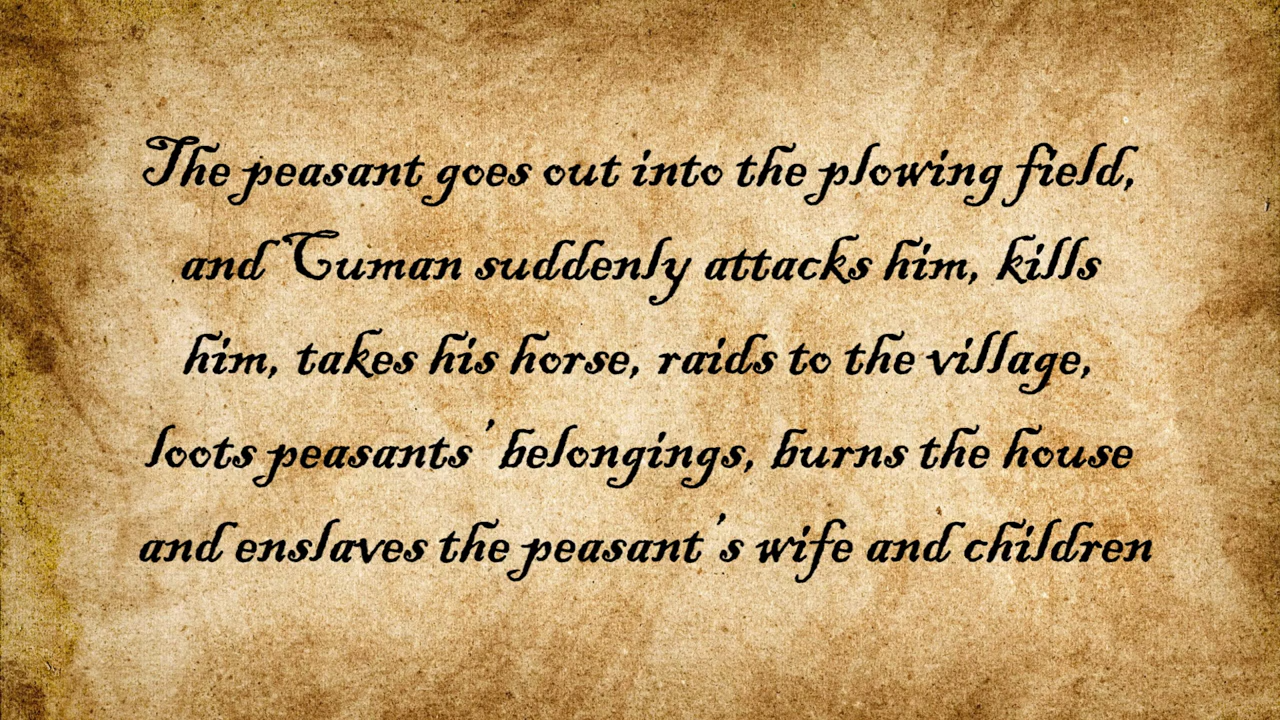 The peasant goes out into the plowing field,
and Cuman suddenly attacks him, kills
him, takes his horse, raids to the village,
loots peasants' belongings, burns the house
and enslaves the peasant's wife and children